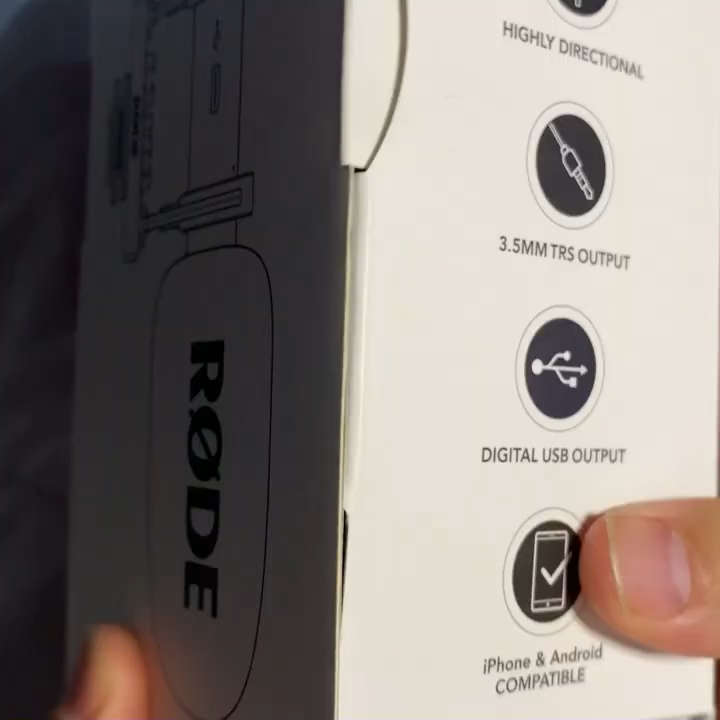 RØDE
HIGHLY DIRECTIONAL
3.5MM TRS OUTPUT
DIGITAL USB OUTPUT
iPhone & Android
COMPATIBLE